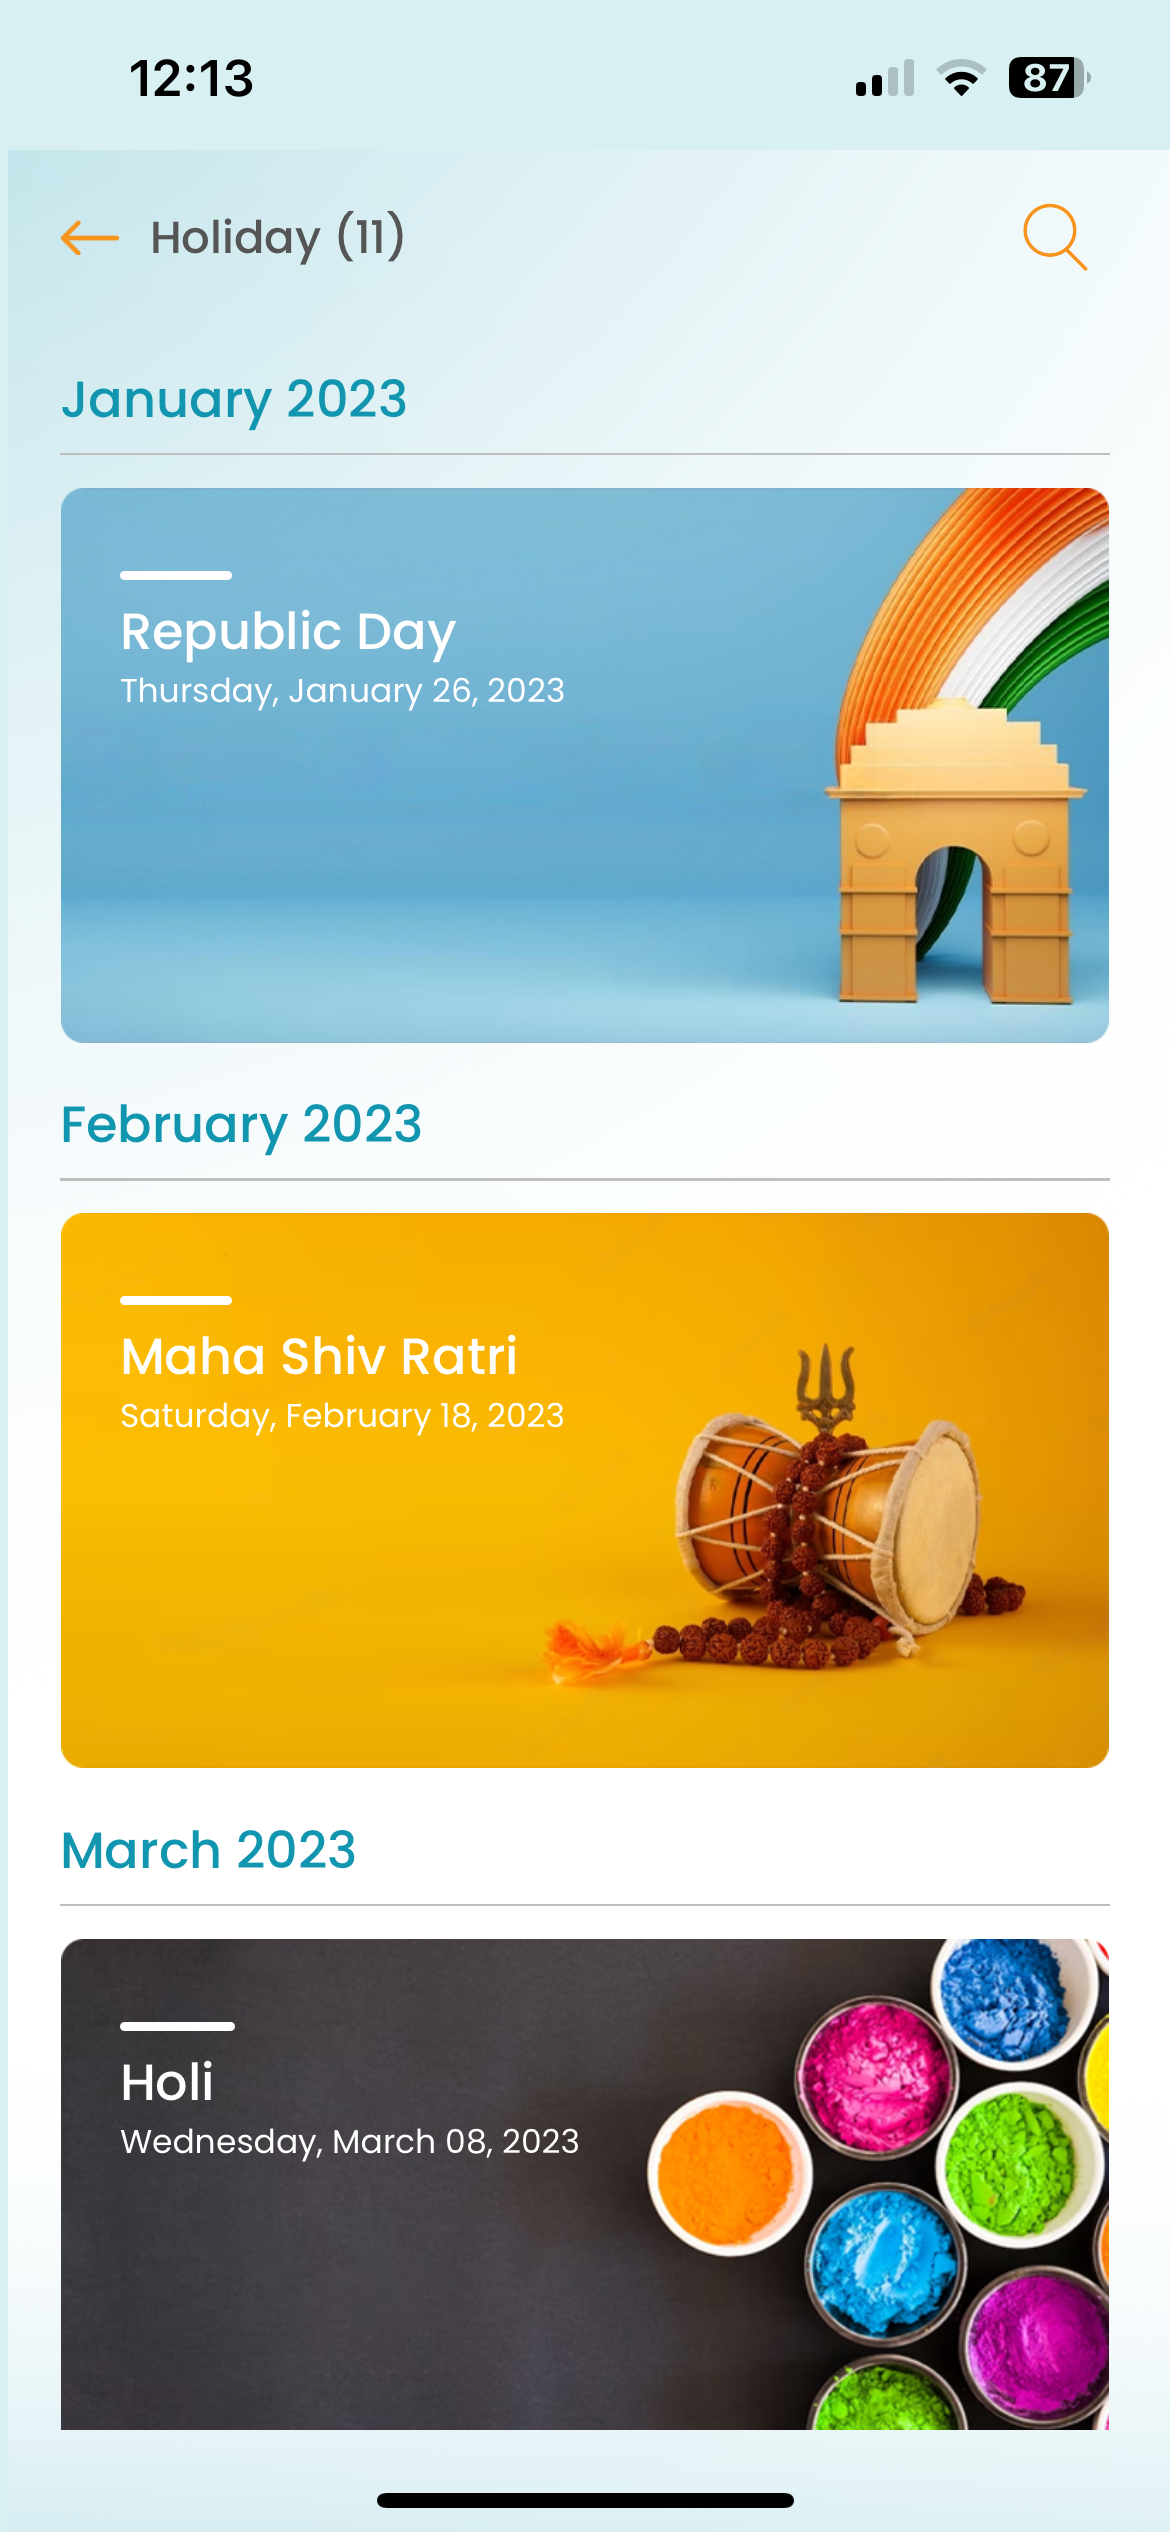 12:13
87
Holiday (11)
January 2023
Republic Day
Thursday, January 26, 2023
February 2023
Maha Shiv Ratri
Saturday, February 18, 2023
March 2023
Holi
Wednesday, March 08, 2023